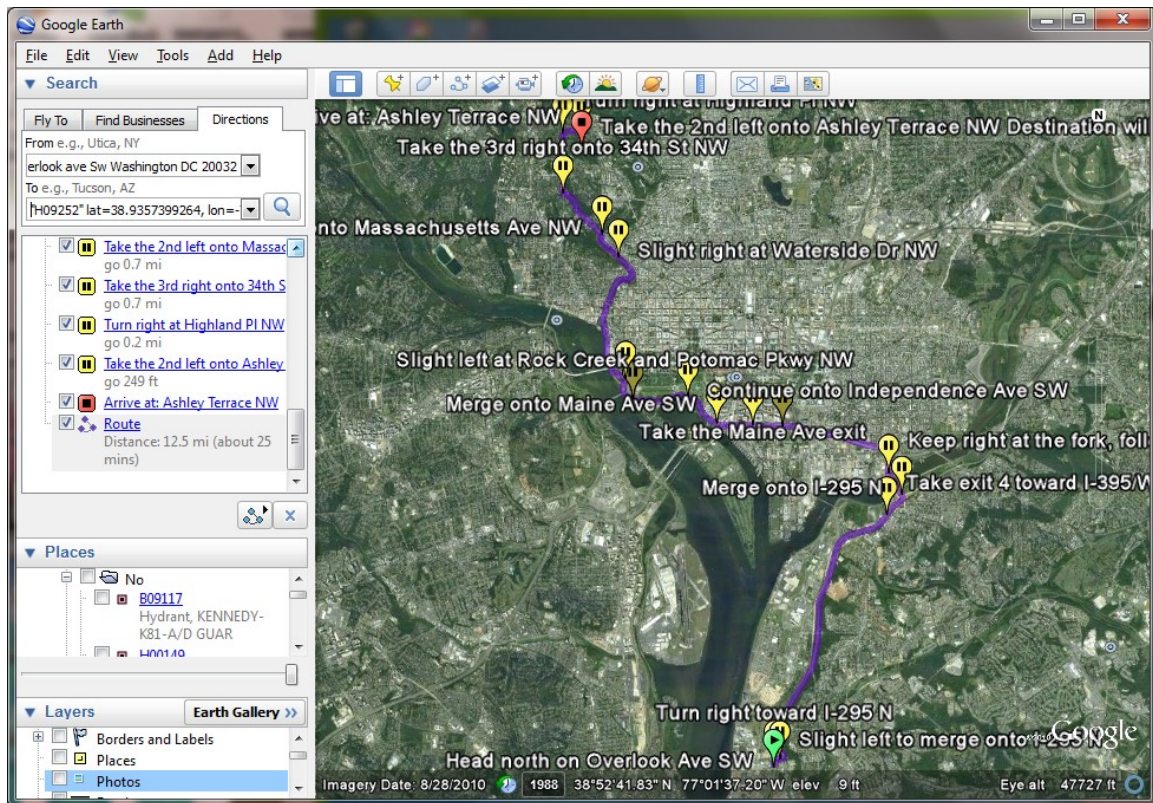 Google Earth
File Edit View Tools Add Help
Search
Fly To Find Businesses Directions
From e.g., Utica, NY
erlook ave Sw Washington DC 20032
To e.g., Tucson, AZ
"H09252" lat=38.9357399264, lon=-
Take the 2nd left onto Massac
go 0.7 mi
Take the 3rd right onto 34th S
go 0.7 mi
Turn right at Highland Pl NW
go 0.2 mi
Take the 2nd left onto Ashley
go 249 ft
Arrive at: Ashley Terrace NW
Route
Distance: 12.5 mi (about 25
mins)
Places
No
B09117
Hydrant, KENNEDY-
K81-A/D GUAR
H00149
Layers Earth Gallery >>
Borders and Labels
Places
Photos
urn right at Highland Pl NW
ive at: Ashley Terrace NW
Take the 2nd left onto Ashley Terrace NW Destination wil
N
Take the 3rd right onto 34th St NW
nto Massachusetts Ave NW
Slight right at Waterside Dr NW
Slight left at Rock Creek and Potomac Pkwy NW
Continue onto Independence Ave SW
Merge onto Maine Ave SW
Take the Maine Ave exit
Keep right at the fork, foll
Merge onto I-295 N
Take exit 4 toward I-395/W
Turn right toward I-295 N
Slight left to merge onto I-295 N
Google
Head north on Overlook Ave SW
Imagery Date: 8/28/2010 1988 38°52'41.83" N 77°01'37.20" W elev 9 ft Eye alt 47727 ft